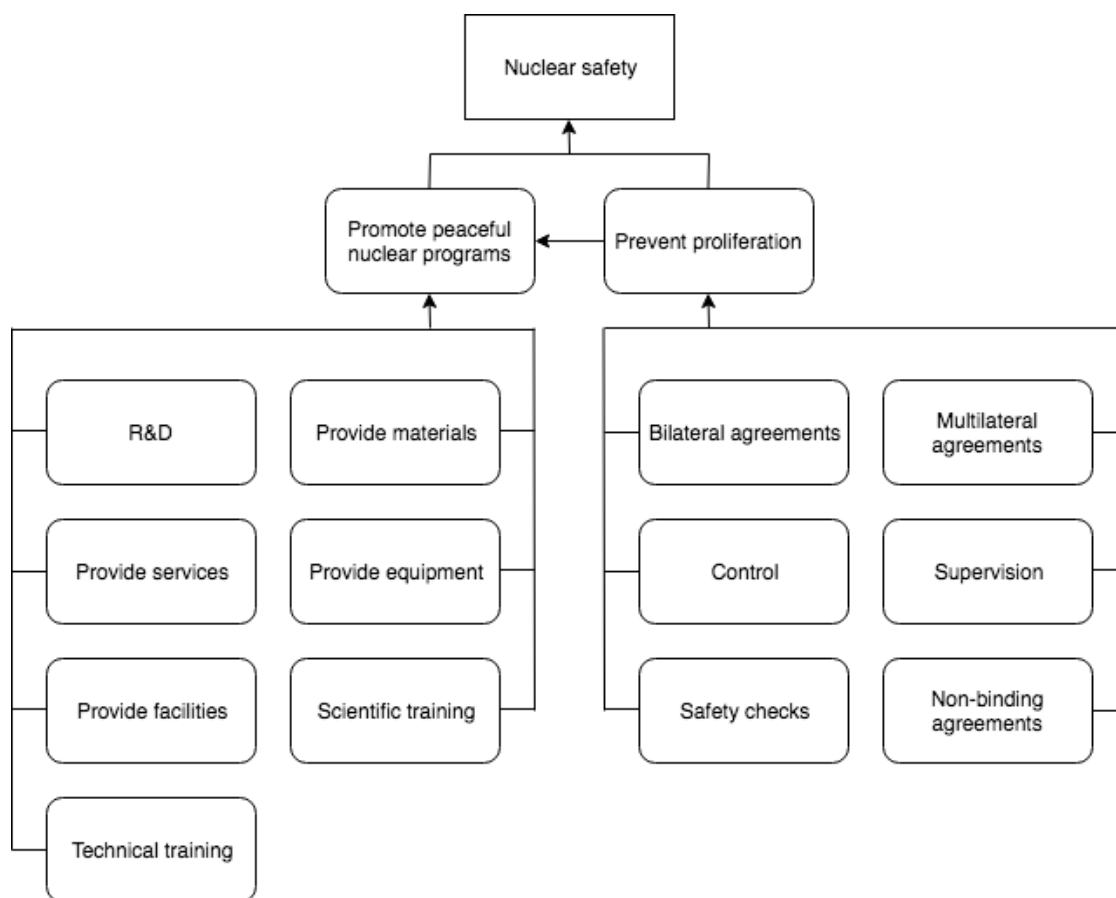 Nuclear safety
Promote peaceful
nuclear programs
Prevent proliferation
R&D
Provide materials
Bilateral agreements
Multilateral
agreements
Provide services
Provide equipment
Control
Supervision
Provide facilities
Scientific training
Safety checks
Non-binding
agreements
Technical training